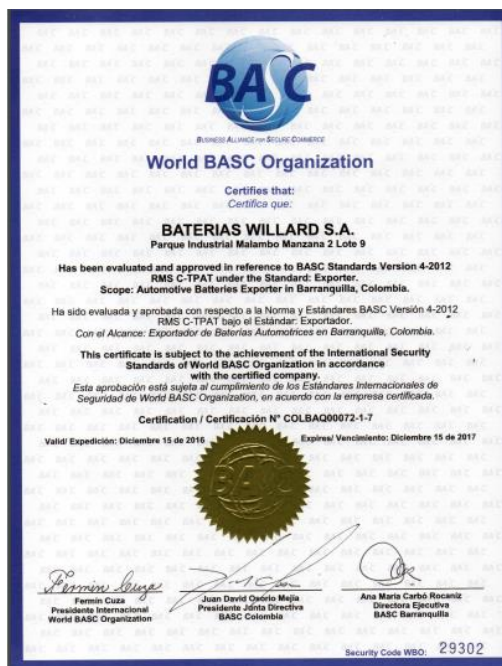 BASC
BUSINESS ALLIANCE FOR SECURE COMMERCE
World BASC Organization
Certifies that:
Certifica que:
BATERIAS WILLARD S.A.
Parque Industrial Malambo Manzana 2 Lote 9
Has been evaluated and approved in reference to BASC Standards Version 4-2012
RMS C-TPAT under the Standard: Exporter.
Scope: Automotive Batteries Exporter in Barranquilla, Colombia.
Ha sido evaluada y aprobada con respecto a la Norma y Estándares BASC Versión 4-2012
RMS C-TPAT bajo el Estándar: Exportador.
Con el Alcance: Exportador de Baterías Automotrices en Barranquilla, Colombia.
This certificate is subject to the achievement of the International Security
Standards of World BASC Organization in accordance
with the certified company.
Esta aprobación está sujeta al cumplimiento de los Estándares Internacionales de
Seguridad de World BASC Organization, en acuerdo con la empresa certificada.
Certification / Certificación N° COLBAQ00072-1-7
Valid/ Expedición: Diciembre 15 de 2016
Expires/ Vencimiento: Diciembre 15 de 2017
BASC
Fermin Cuza
Fermin Cuza
Presidente Internacional
World BASC Organization
Juan David Osorio Mejía
Presidente Junta Directiva
BASC Colombia
Ana Maria Carbó Rocaniz
Directora Ejecutiva
BASC Barranquilla
Security Code WBO: 29302